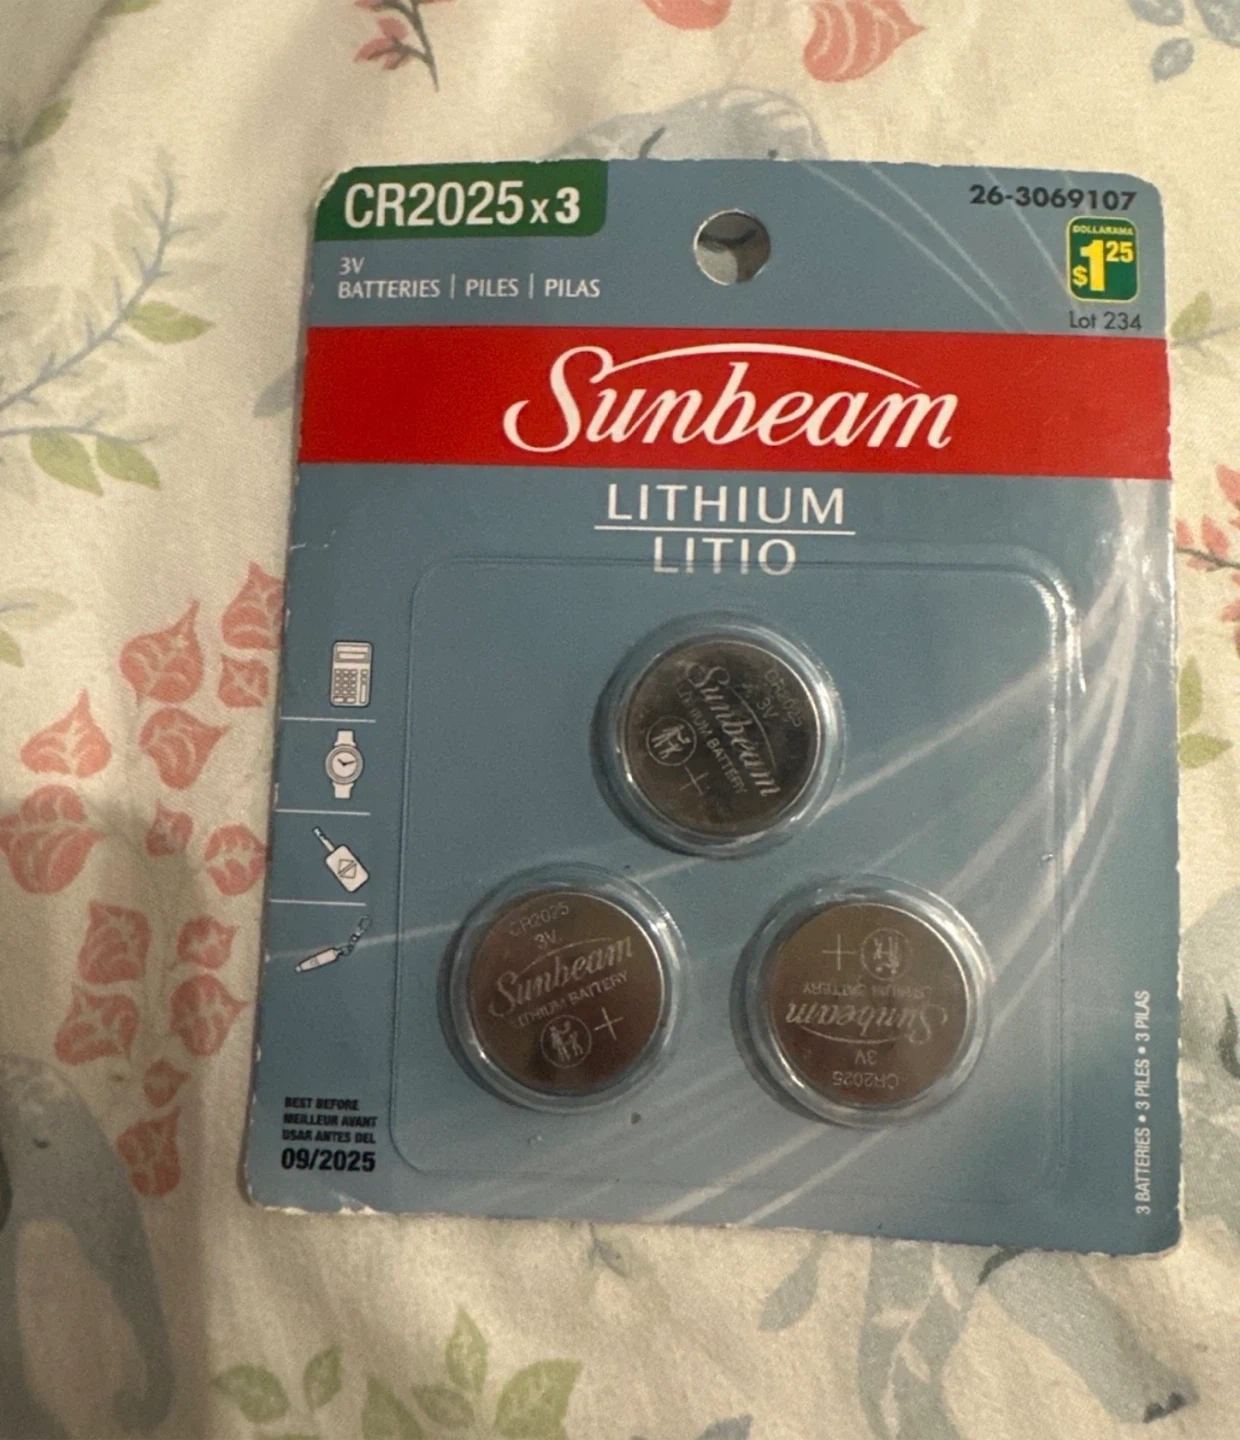 CR2025 x 3
26-3069107
DOLLARAMA
$1 25
Lot 234
3V
BATTERIES | PILES | PILAS
Sunbeam
LITHIUM
LITIO
CR2025
3V
Sunbeam
LITHIUM BATTERY
+
CR2025
3V
Sunbeam
LITHIUM BATTERY
+
CR2025
3V
Sunbeam
LITHIUM BATTERY
+
BEST BEFORE
MEILLEUR AVANT
USAR ANTES DEL
09/2025
3 BATTERIES • 3 PILES • 3 PILAS